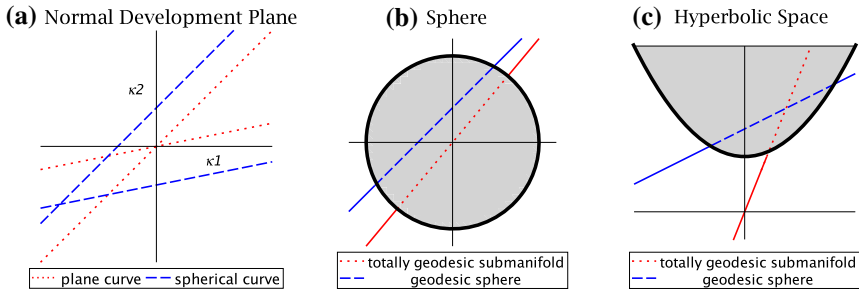 (a) Normal Development Plane
κ2
κ1
plane curve spherical curve
(b) Sphere
totally geodesic submanifold
geodesic sphere
(c) Hyperbolic Space
totally geodesic submanifold
geodesic sphere